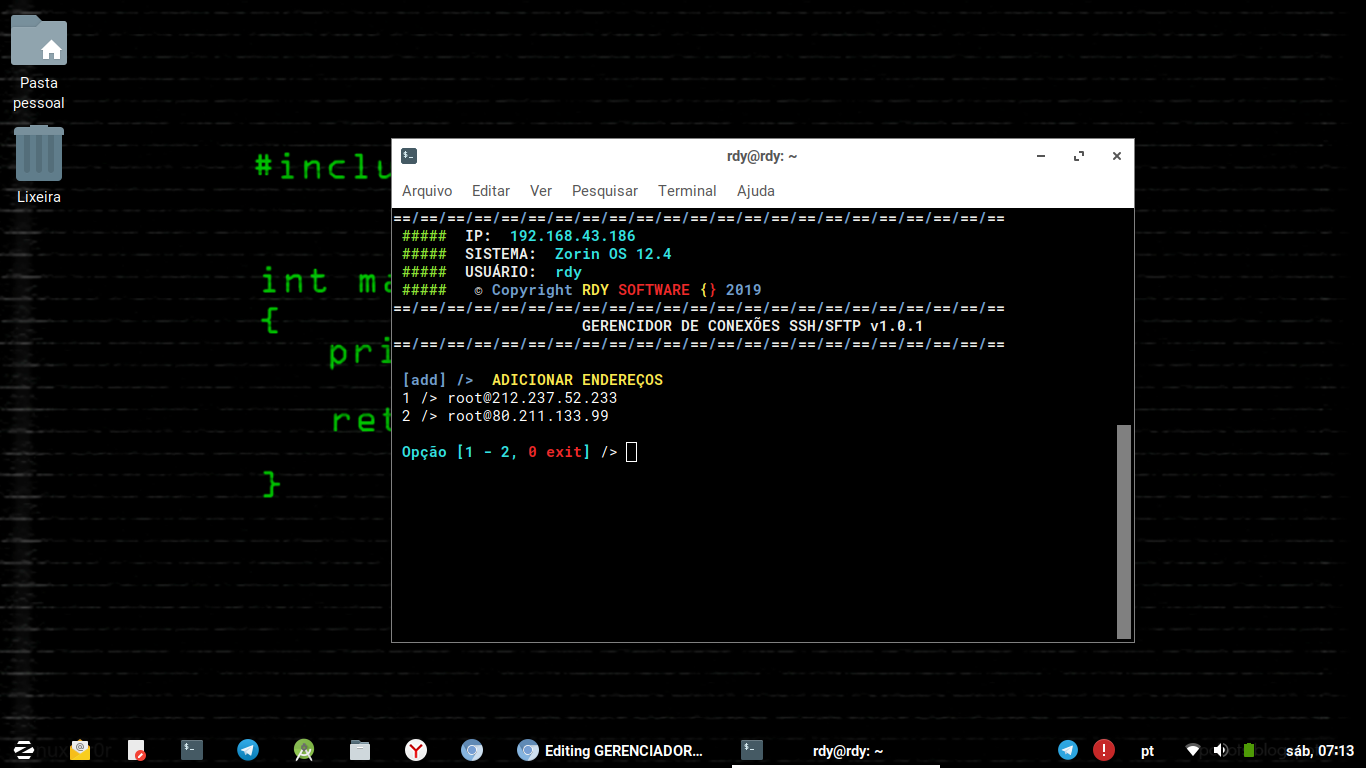 Pasta
pessoal
Lixeira
#inclu
int ma
{
pri
ret
}
rdy@rdy: ~
Arquivo Editar Ver Pesquisar Terminal Ajuda
==/==/==/==/==/==/==/==/==/==/==/==/==/==/==/==/==/==/==/==/==/==/==
##### IP: 192.168.43.186
##### SISTEMA: Zorin OS 12.4
##### USUÁRIO: rdy
##### © Copyright RDY SOFTWARE {} 2019
==/==/==/==/==/==/==/==/==/==/==/==/==/==/==/==/==/==/==/==/==/==/==
GERENCIDOR DE CONEXÕES SSH/SFTP v1.0.1
==/==/==/==/==/==/==/==/==/==/==/==/==/==/==/==/==/==/==/==/==/==/==
[add] /> ADICIONAR ENDEREÇOS
1 /> root@212.237.52.233
2 /> root@80.211.133.99
Opção [1 - 2, 0 exit] />
Editing GERENCIADOR... rdy@rdy: ~ pt sáb, 07:13